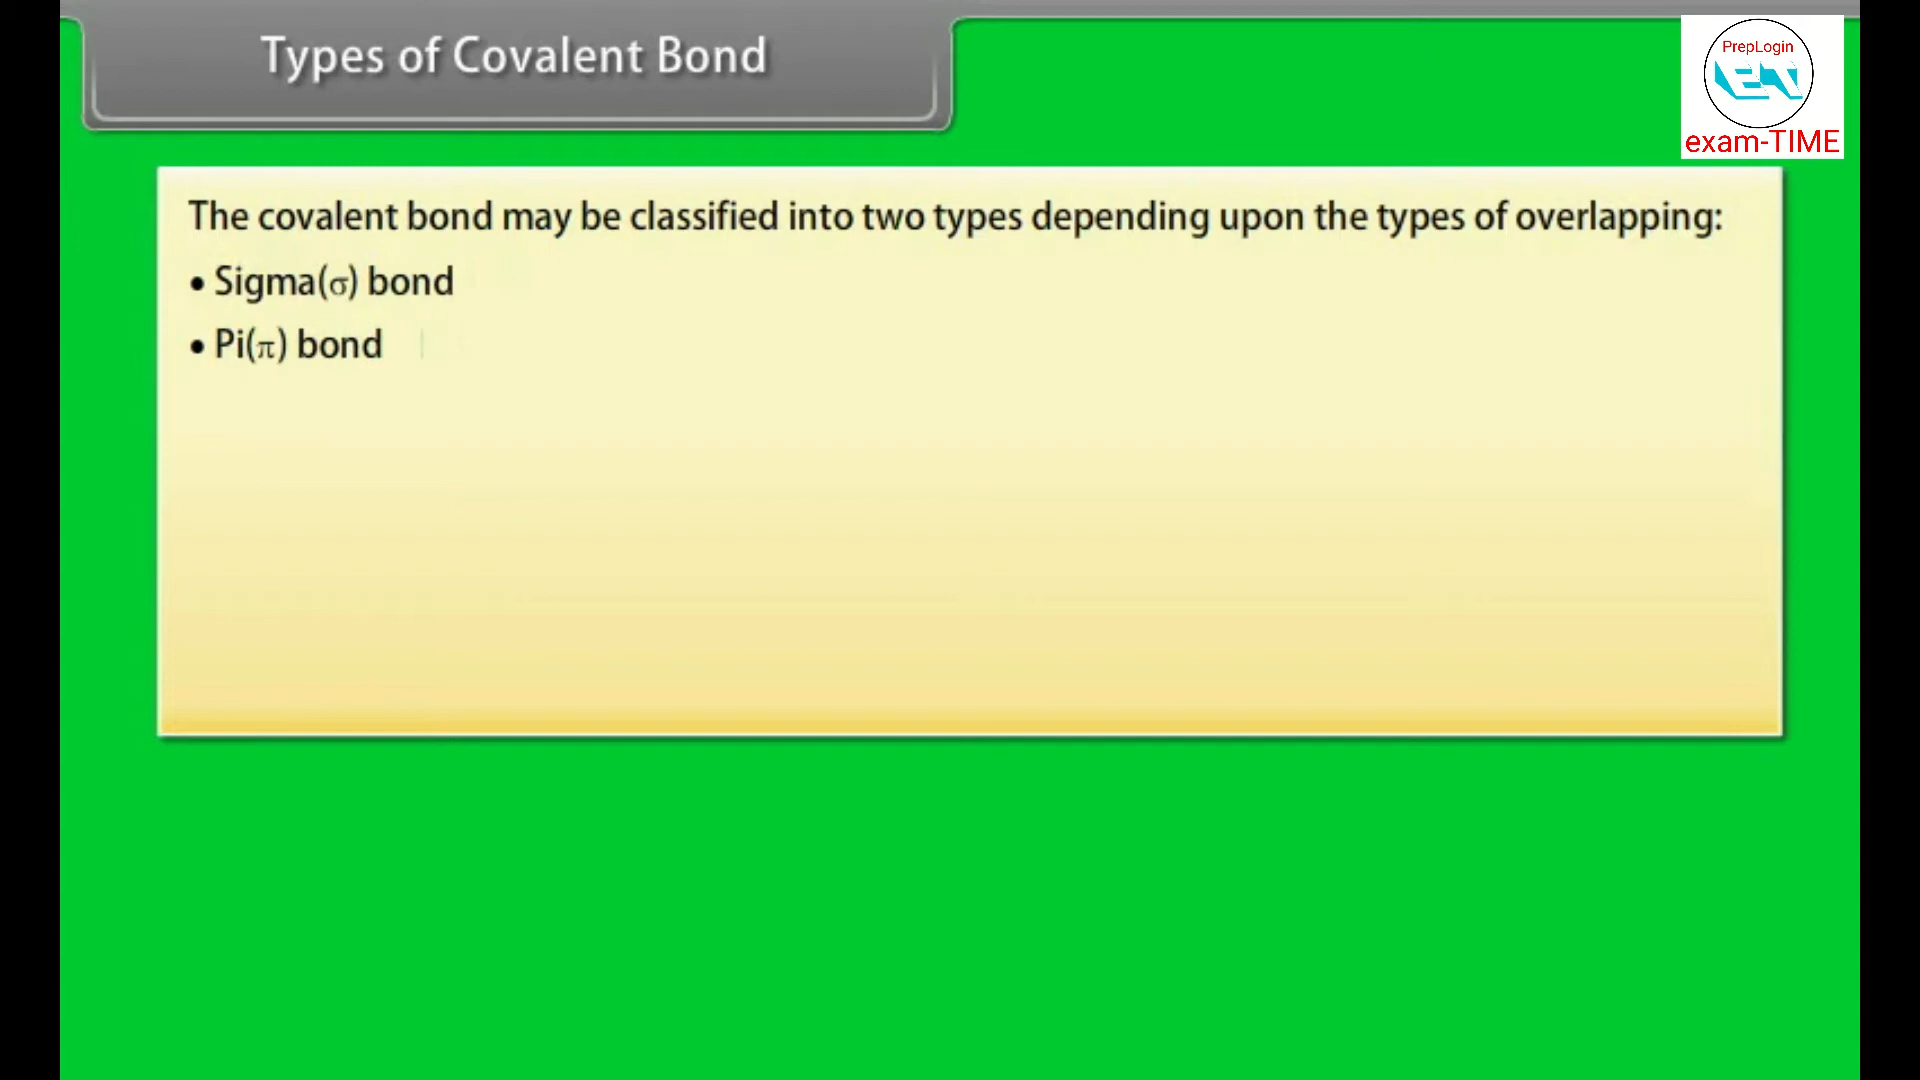 Types of Covalent Bond
PrepLogin
ET
exam-TIME
The covalent bond may be classified into two types depending upon the types of overlapping:
• Sigma(σ) bond
• Pi(π) bond